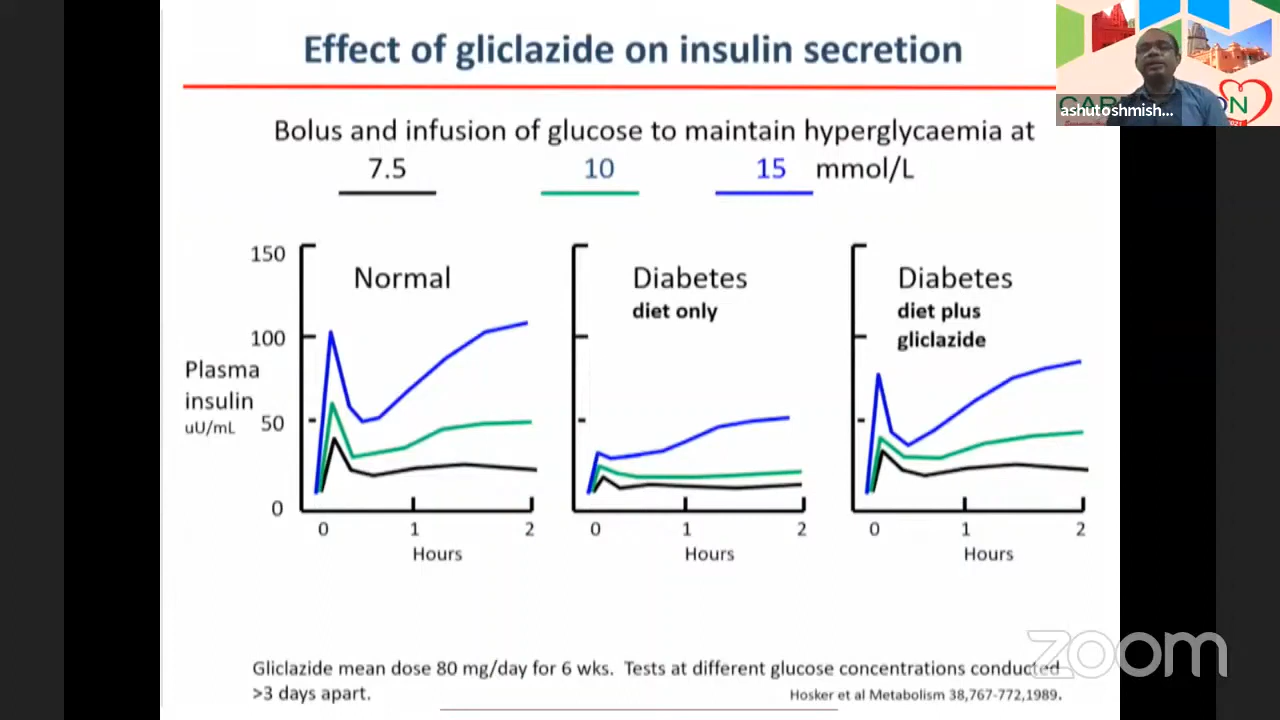 Effect of gliclazide on insulin secretion
ashutoshmish...
Bolus and infusion of glucose to maintain hyperglycaemia at
7.5 10 15 mmol/L
150
100
50
0
Plasma
insulin
uU/mL
Normal
0 1 2
Hours
Diabetes
diet only
0 1 2
Hours
Diabetes
diet plus
gliclazide
0 1 2
Hours
Gliclazide mean dose 80 mg/day for 6 wks. Tests at different glucose concentrations conducted
>3 days apart.
Hosker et al Metabolism 38,767-772,1989.
zoom